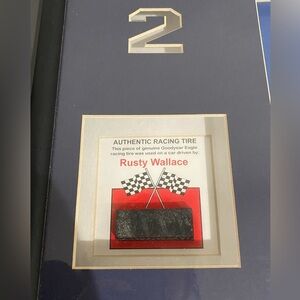 2
AUTHENTIC RACING TIRE
This piece of genuine Goodyear Eagle
racing tire was used on a car driven by:
Rusty Wallace